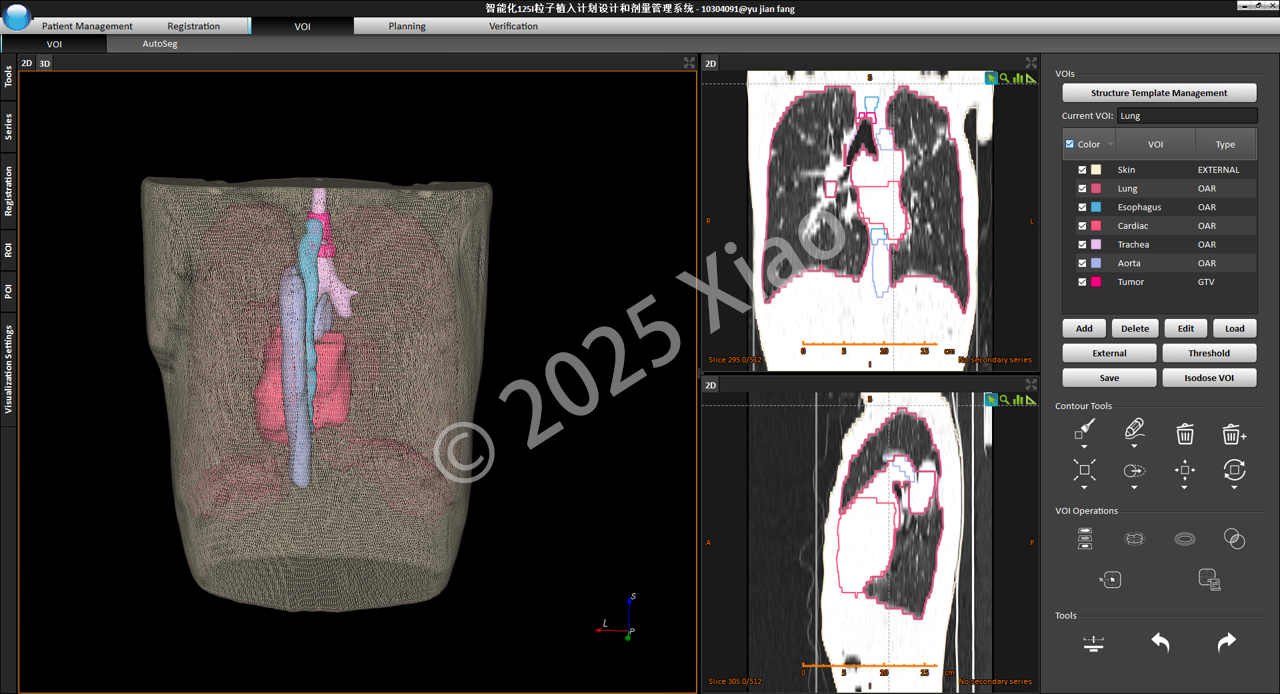 智能化125I粒子植入计划设计和剂量管理系统 - 10304091@yu jian fang
Patient Management Registration VOI Planning Verification
VOI AutoSeg
Tools
Series
Registration
ROI
POI
Visualization Settings
2D 3D
S
L
P
© 2025 Xiao
2D
S
R
L
0 5 10 15 cm
Slice 295.0/512
I
No secondary series
2D
S
A
P
0 5 10 15 cm
Slice 305.0/512
I
No secondary series
VOIs
Structure Template Management
Current VOI: Lung
Color VOI Type
Skin EXTERNAL
Lung OAR
Esophagus OAR
Cardiac OAR
Trachea OAR
Aorta OAR
Tumor GTV
Add Delete Edit Load
External Threshold
Save Isodose VOI
Contour Tools
VOI Operations
Tools